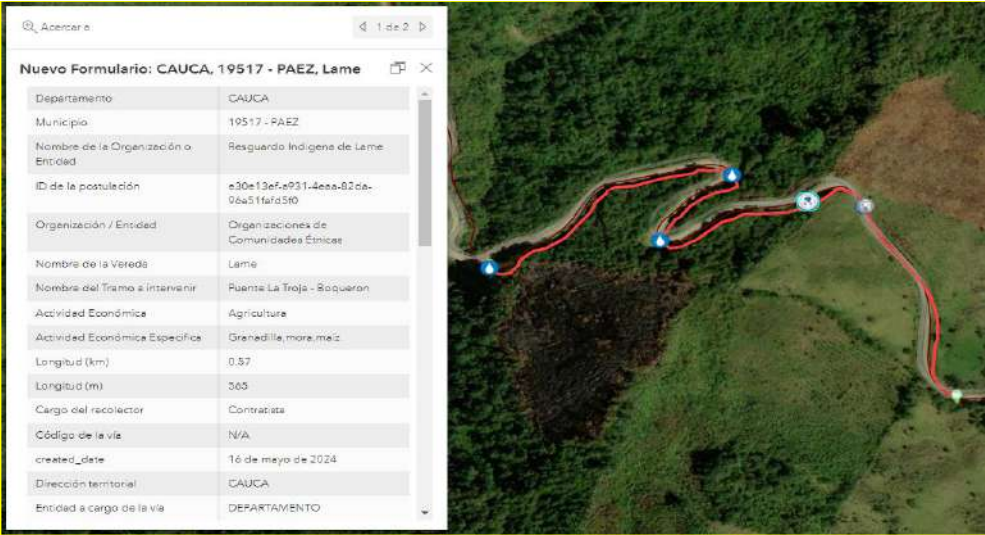 Acercar a
1 de 2
Nuevo Formulario: CAUCA, 19517 - PAEZ, Lame
Departamento CAUCA
Municipio 19517 - PAEZ
Nombre de la Organización o Resguardo Indigena de Lame
Entidad
ID de la postulación e30e13ef-a931-4eaa-82da-
96a51fafd5f0
Organización / Entidad Organizaciones de
Comunidades Étnicas
Nombre de la Vereda Lame
Nombre del Tramo a intervenir Puente La Troja - Boqueron
Actividad Económica Agricultura
Actividad Económica Especifica Granadilla,mora,maiz
Longitud (km) 0,57
Longitud (m) 565
Cargo del recolector Contratista
Código de la vía N/A
created_date 16 de mayo de 2024
Dirección territorial CAUCA
Entidad a cargo de la vía DEPARTAMENTO